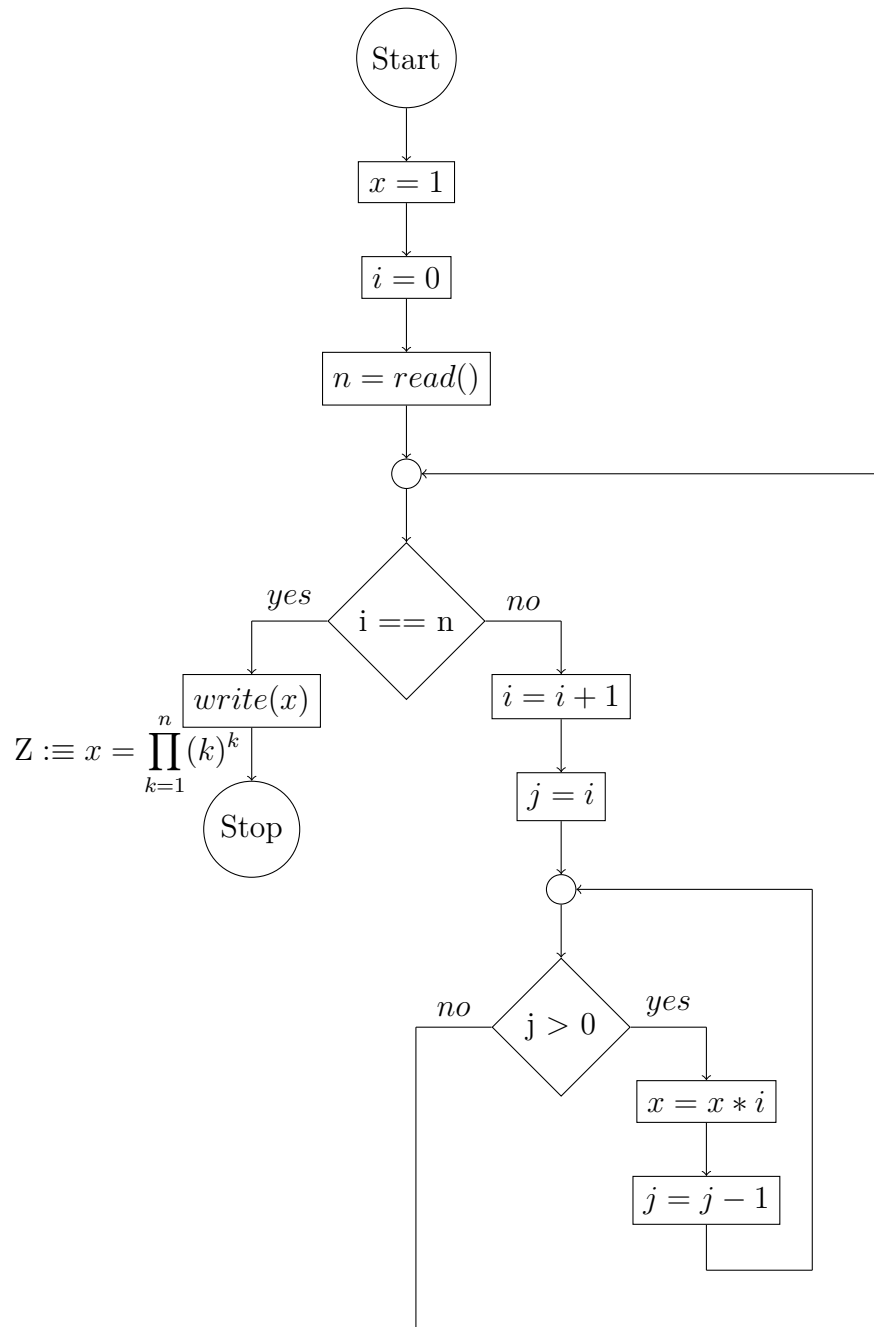 Start
x = 1
i = 0
n = read()
yes
no
i == n
write(x)
i = i + 1
Z :≡ x = ∏_{k=1}^{n} (k)^k
j = i
Stop
no
yes
j > 0
x = x ∗ i
j = j − 1